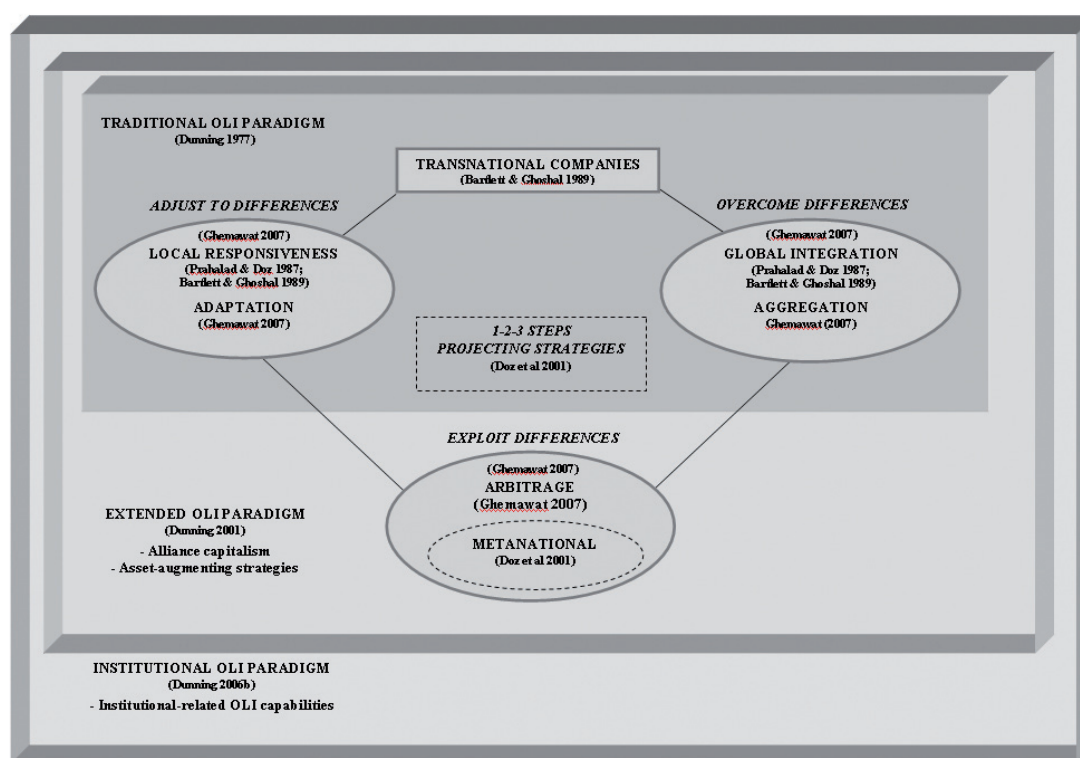 TRADITIONAL OLI PARADIGM
(Dunning 1977)
TRANSNATIONAL COMPANIES
(Bartlett & Ghoshal 1989)
ADJUST TO DIFFERENCES
(Ghemawat 2007)
LOCAL RESPONSIVENESS
(Prahalad & Doz 1987;
Bartlett & Ghoshal 1989)
ADAPTATION
(Ghemawat 2007)
OVERCOME DIFFERENCES
(Ghemawat 2007)
GLOBAL INTEGRATION
(Prahalad & Doz 1987;
Bartlett & Ghoshal 1989)
AGGREGATION
Ghemawat (2007)
1-2-3 STEPS
PROJECTING STRATEGIES
(Doz et al 2001)
EXPLOIT DIFFERENCES
(Ghemawat 2007)
ARBITRAGE
(Ghemawat 2007)
METANATIONAL
(Doz et al 2001)
EXTENDED OLI PARADIGM
(Dunning 2001)
- Alliance capitalism
- Asset-augmenting strategies
INSTITUTIONAL OLI PARADIGM
(Dunning 2006b)
- Institutional-related OLI capabilities